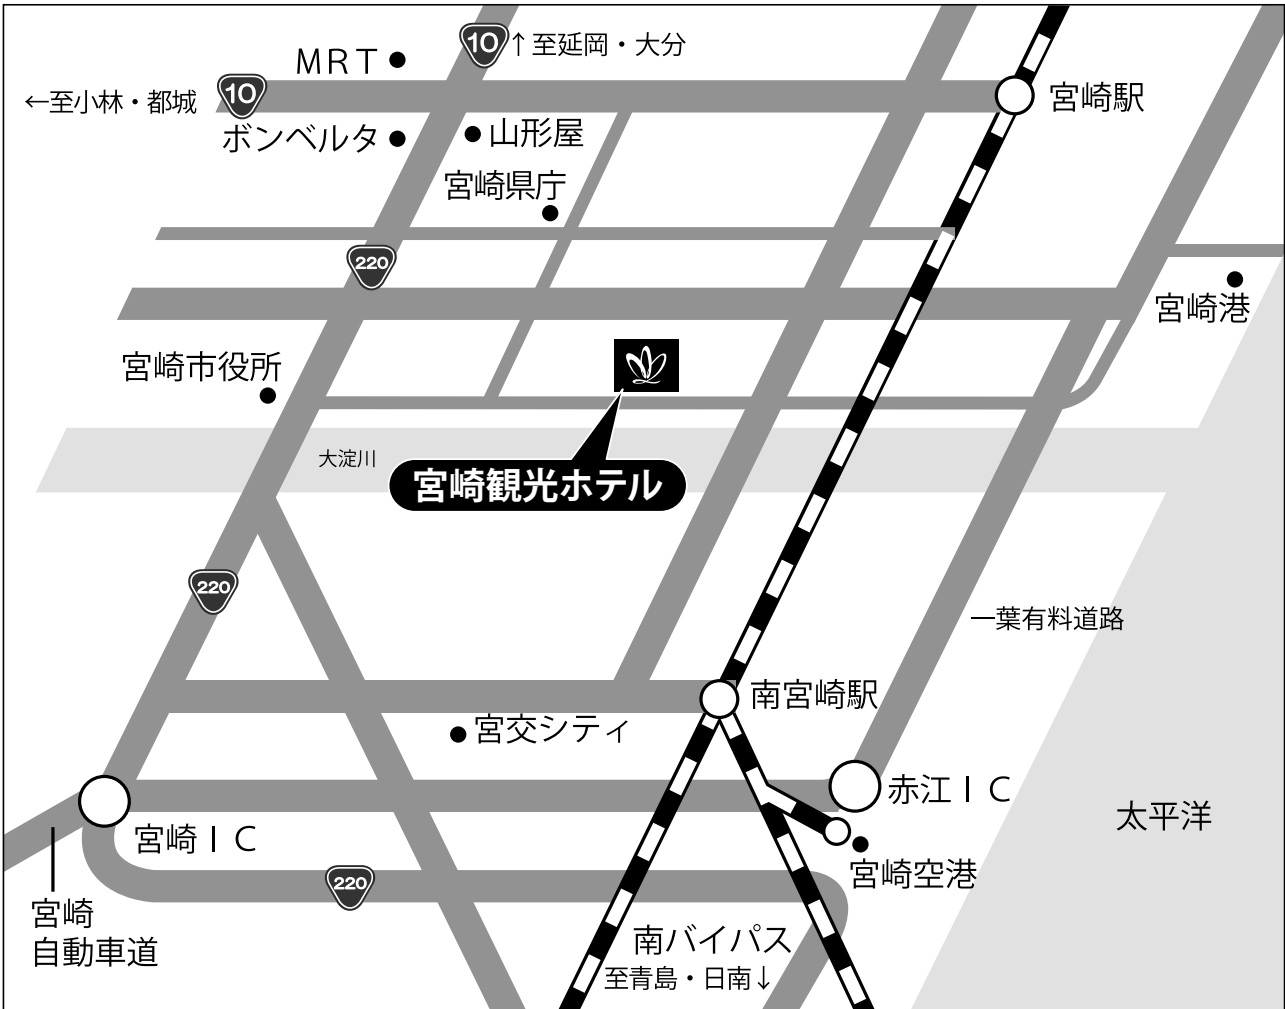 10
↑至延岡・大分
MRT
←至小林・都城
10
宮崎駅
ボンベルタ
山形屋
宮崎県庁
220
宮崎港
宮崎市役所
大淀川
宮崎観光ホテル
220
一葉有料道路
南宮崎駅
宮交シティ
赤江IC
太平洋
宮崎IC
宮崎空港
220
宮崎
自動車道
南バイパス
至青島・日南↓